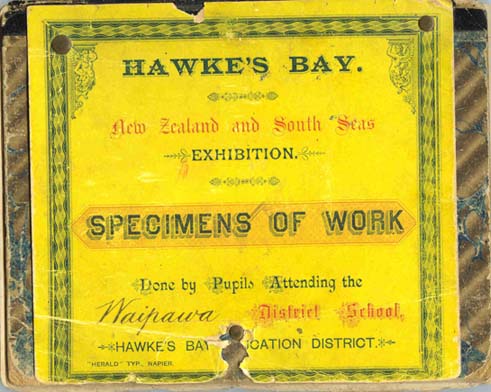 HAWKE'S BAY.
New Zealand and South Seas
EXHIBITION.
SPECIMENS OF WORK
Done by Pupils Attending the
Waipawa District School,
HAWKE'S BAY DISTRICT.
"HERALD" TYP., NAPIER.